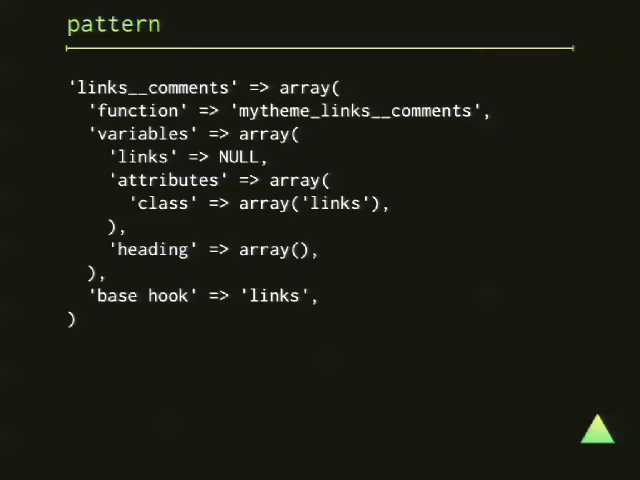 pattern
'links__comments' => array(
  'function' => 'mytheme_links__comments',
  'variables' => array(
    'links' => NULL,
    'attributes' => array(
      'class' => array('links'),
    ),
    'heading' => array(),
  ),
  'base hook' => 'links',
)